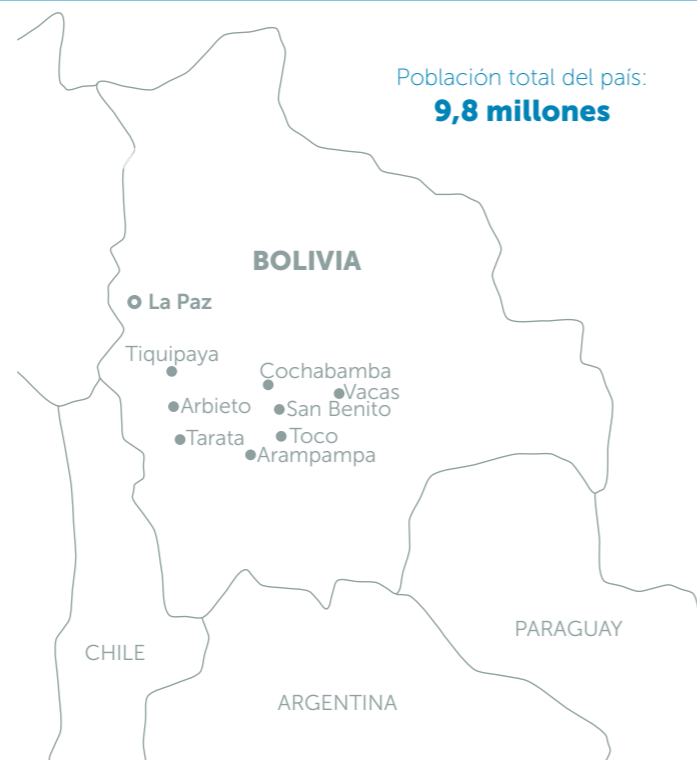 Población total del país:
9,8 millones
BOLIVIA
La Paz
Tiquipaya
Cochabamba
Vacas
Arbieto
San Benito
Tarata
Toco
Arampampa
PARAGUAY
CHILE
ARGENTINA